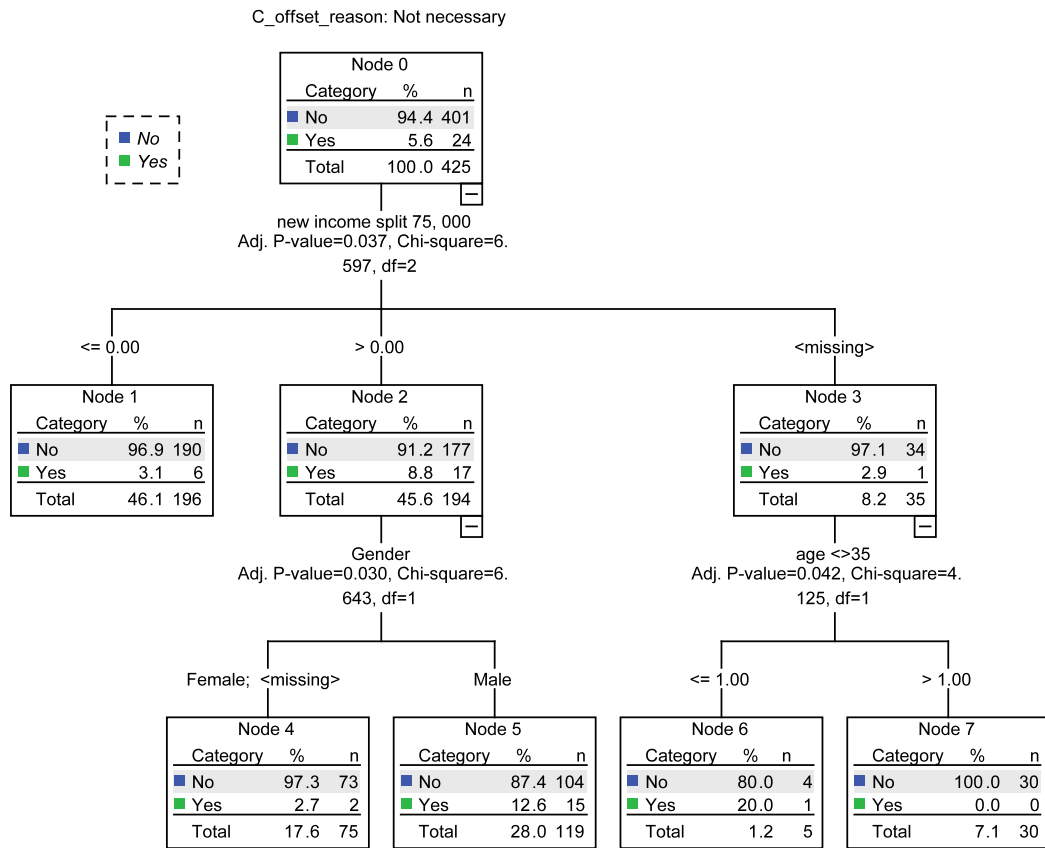 C_offset_reason: Not necessary
Node 0
Category % n
No 94.4 401
Yes 5.6 24
Total 100.0 425
No
Yes
new income split 75, 000
Adj. P-value=0.037, Chi-square=6.
597, df=2
<= 0.00
> 0.00
<missing>
Node 1
Category % n
No 96.9 190
Yes 3.1 6
Total 46.1 196
Node 2
Category % n
No 91.2 177
Yes 8.8 17
Total 45.6 194
Node 3
Category % n
No 97.1 34
Yes 2.9 1
Total 8.2 35
Gender
Adj. P-value=0.030, Chi-square=6.
643, df=1
age <>35
Adj. P-value=0.042, Chi-square=4.
125, df=1
Female; <missing>
Male
<= 1.00
> 1.00
Node 4
Category % n
No 97.3 73
Yes 2.7 2
Total 17.6 75
Node 5
Category % n
No 87.4 104
Yes 12.6 15
Total 28.0 119
Node 6
Category % n
No 80.0 4
Yes 20.0 1
Total 1.2 5
Node 7
Category % n
No 100.0 30
Yes 0.0 0
Total 7.1 30